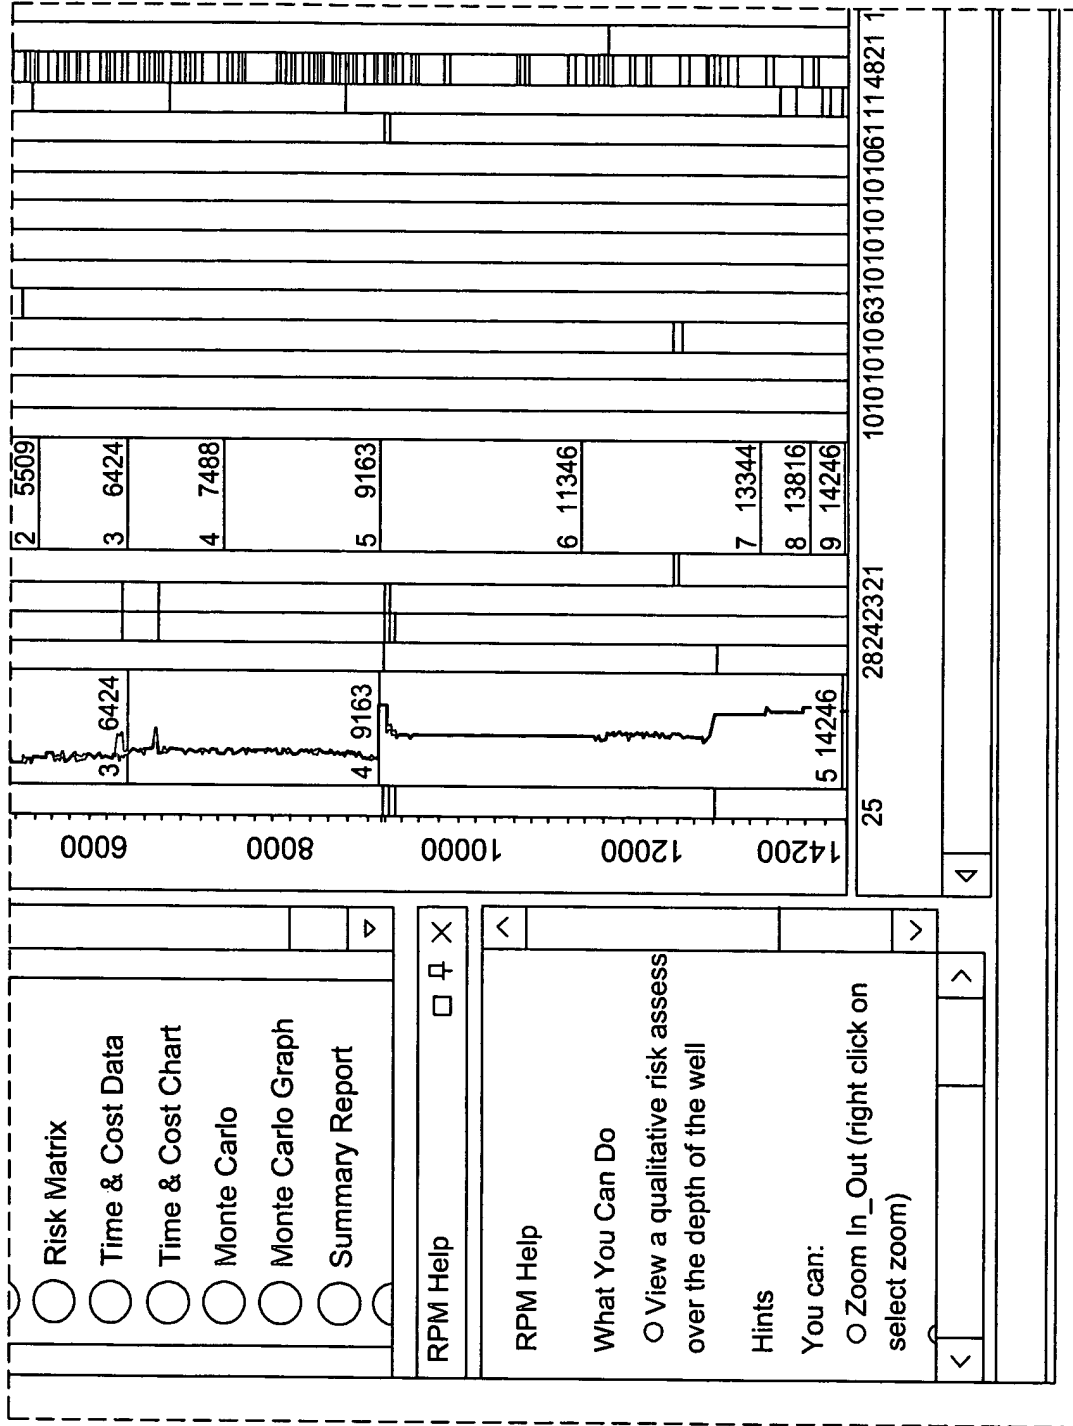 Risk Matrix
Time & Cost Data
Time & Cost Chart
Monte Carlo
Monte Carlo Graph
Summary Report
RPM Help
RPM Help
What You Can Do
View a qualitative risk assess
over the depth of the well
Hints
You can:
Zoom In_Out (right click on
select zoom)
6000
8000
10000
12000
14200
3 6424
4 9163
5 14246
2 5509
3 6424
4 7488
5 9163
6 11346
7 13344
8 13816
9 14246
25 28242321 101010106310101010106111 4821 1